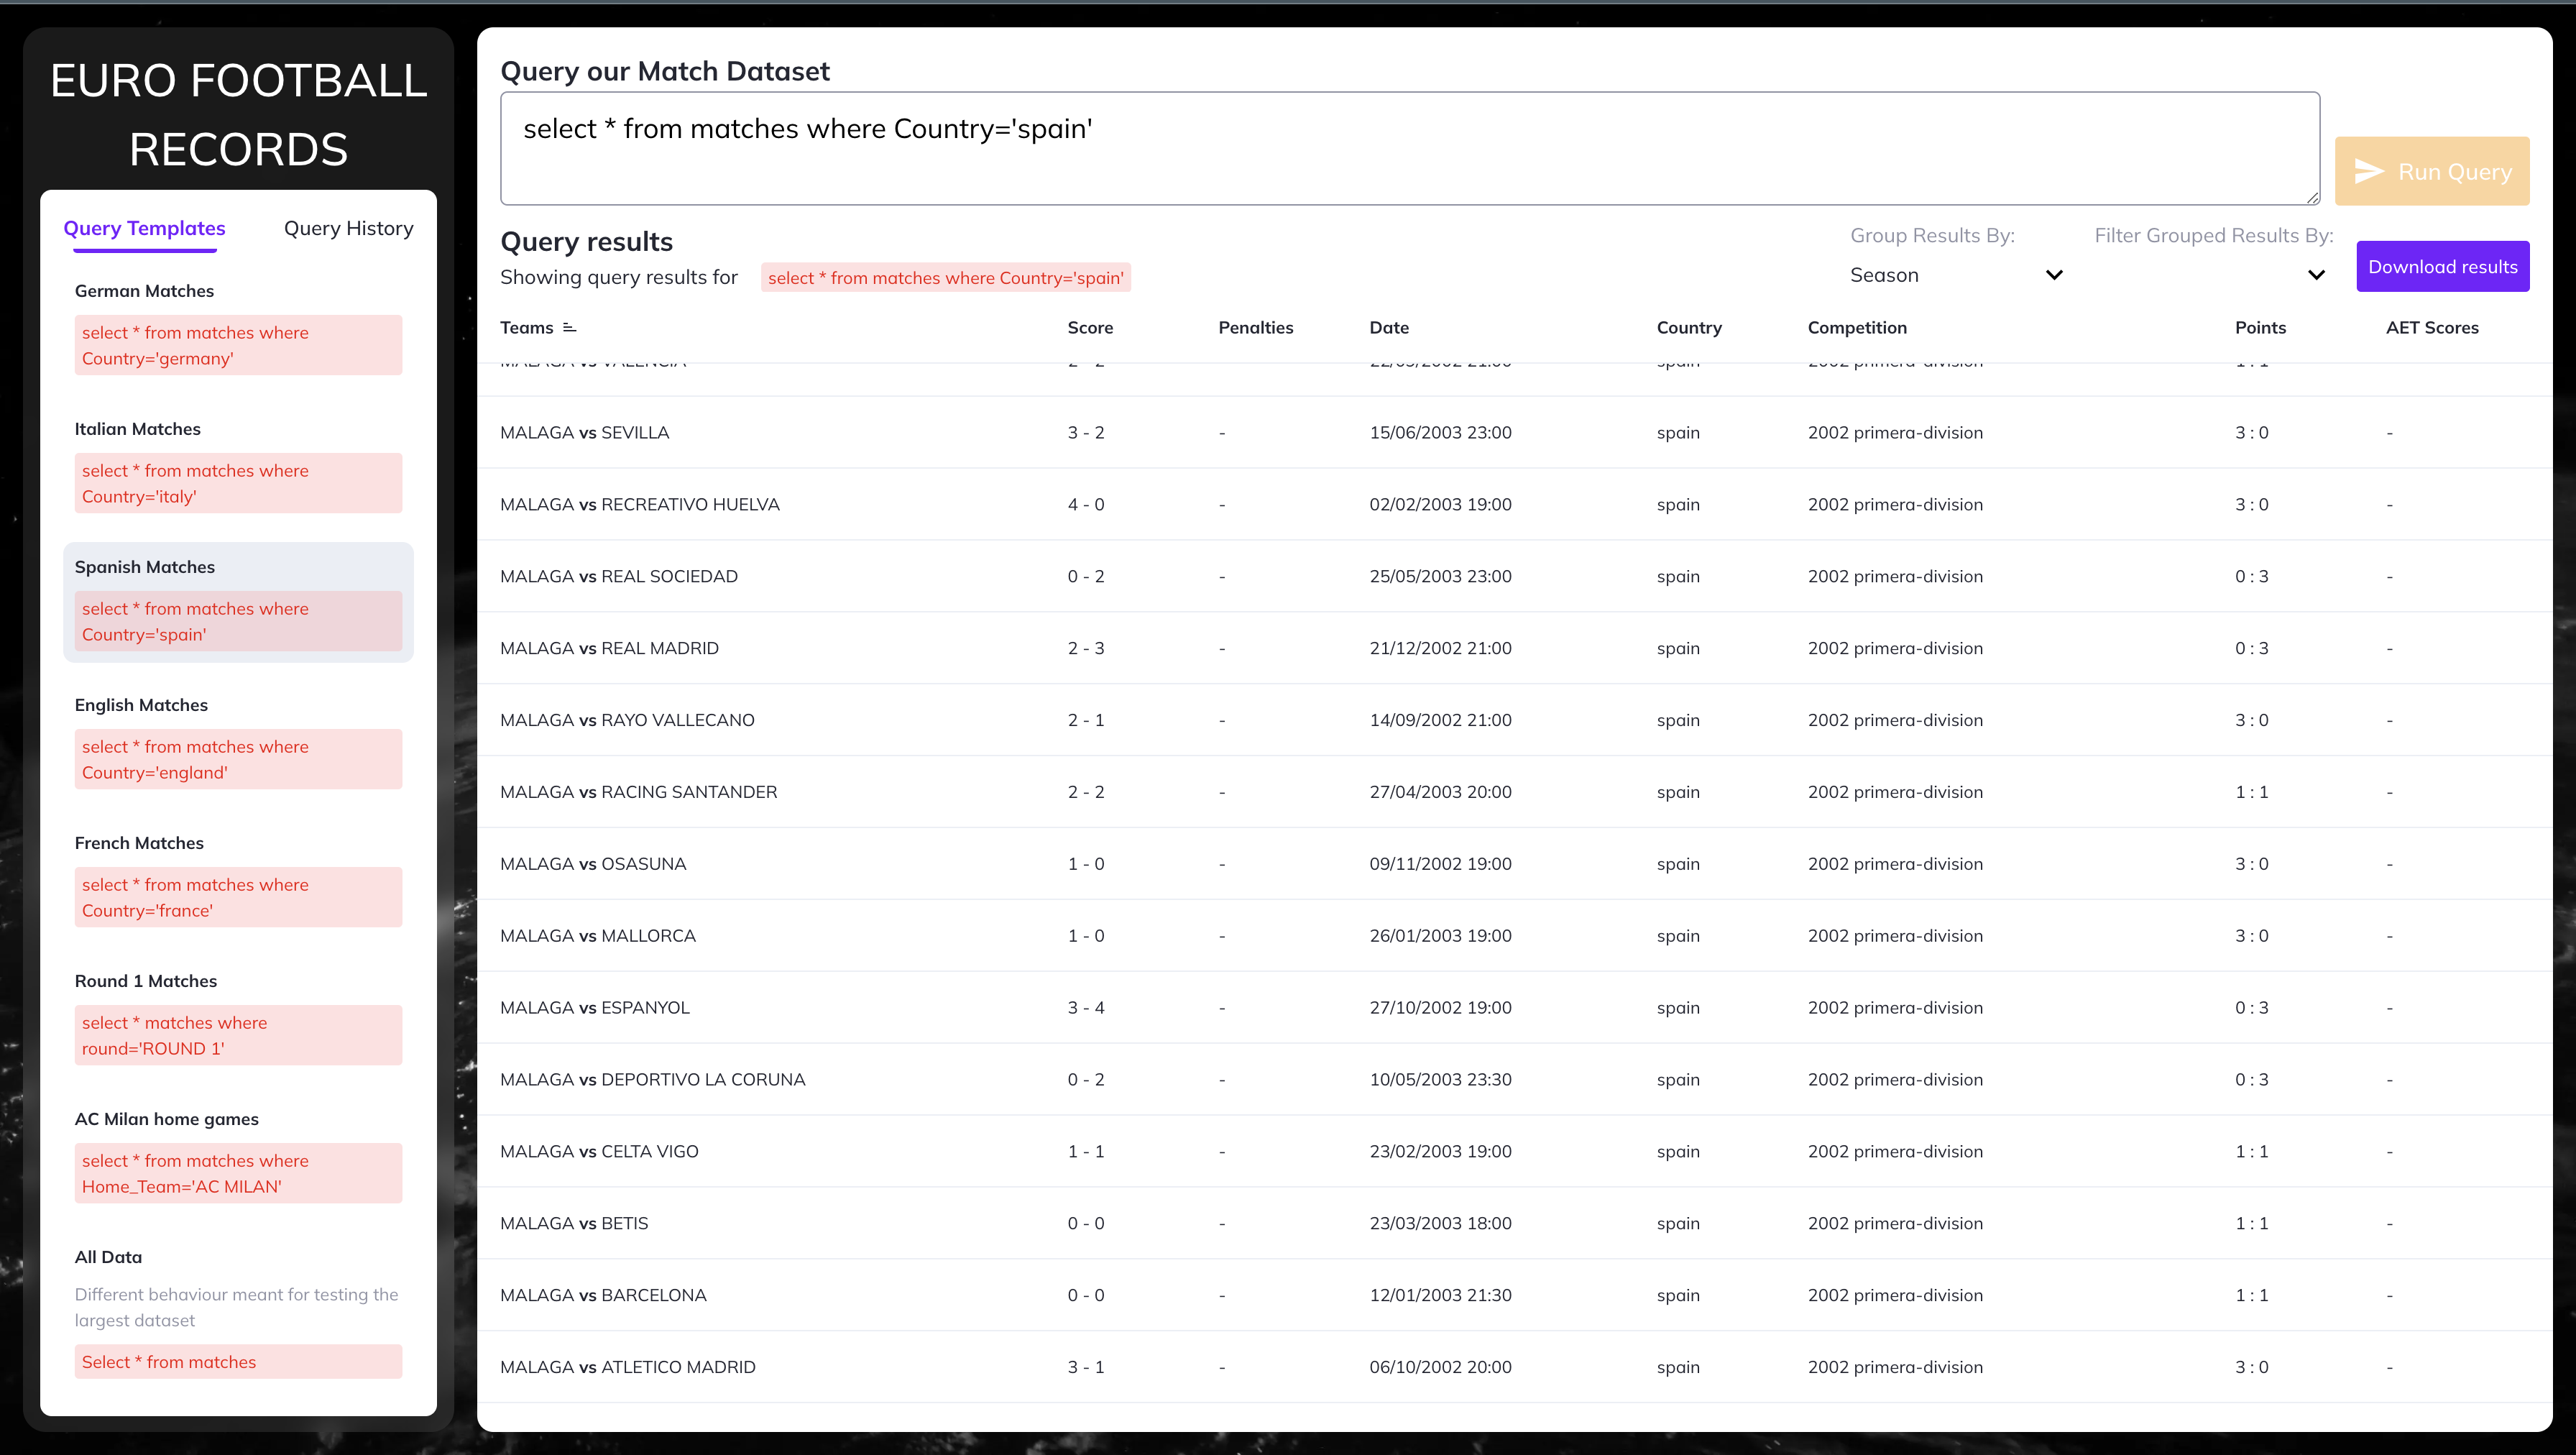 EURO FOOTBALL
RECORDS
Query Templates Query History
German Matches
select * from matches where
Country='germany'
Italian Matches
select * from matches where
Country='italy'
Spanish Matches
select * from matches where
Country='spain'
English Matches
select * from matches where
Country='england'
French Matches
select * from matches where
Country='france'
Round 1 Matches
select * matches where
round='ROUND 1'
AC Milan home games
select * from matches where
Home_Team='AC MILAN'
All Data
Different behaviour meant for testing the
largest dataset
Select * from matches
Query our Match Dataset
select * from matches where Country='spain'
Run Query
Query results
Showing query results for select * from matches where Country='spain'
Group Results By: Filter Grouped Results By:
Season
Download results
Teams Score Penalties Date Country Competition Points AET Scores
MALAGA vs VALENCIA 2 - 2 spain 2002 primera-division 1 : 1
MALAGA vs SEVILLA 3 - 2 - 15/06/2003 23:00 spain 2002 primera-division 3 : 0 -
MALAGA vs RECREATIVO HUELVA 4 - 0 - 02/02/2003 19:00 spain 2002 primera-division 3 : 0 -
MALAGA vs REAL SOCIEDAD 0 - 2 - 25/05/2003 23:00 spain 2002 primera-division 0 : 3 -
MALAGA vs REAL MADRID 2 - 3 - 21/12/2002 21:00 spain 2002 primera-division 0 : 3 -
MALAGA vs RAYO VALLECANO 2 - 1 - 14/09/2002 21:00 spain 2002 primera-division 3 : 0 -
MALAGA vs RACING SANTANDER 2 - 2 - 27/04/2003 20:00 spain 2002 primera-division 1 : 1 -
MALAGA vs OSASUNA 1 - 0 - 09/11/2002 19:00 spain 2002 primera-division 3 : 0 -
MALAGA vs MALLORCA 1 - 0 - 26/01/2003 19:00 spain 2002 primera-division 3 : 0 -
MALAGA vs ESPANYOL 3 - 4 - 27/10/2002 19:00 spain 2002 primera-division 0 : 3 -
MALAGA vs DEPORTIVO LA CORUNA 0 - 2 - 10/05/2003 23:30 spain 2002 primera-division 0 : 3 -
MALAGA vs CELTA VIGO 1 - 1 - 23/02/2003 19:00 spain 2002 primera-division 1 : 1 -
MALAGA vs BETIS 0 - 0 - 23/03/2003 18:00 spain 2002 primera-division 1 : 1 -
MALAGA vs BARCELONA 0 - 0 - 12/01/2003 21:30 spain 2002 primera-division 1 : 1 -
MALAGA vs ATLETICO MADRID 3 - 1 - 06/10/2002 20:00 spain 2002 primera-division 3 : 0 -